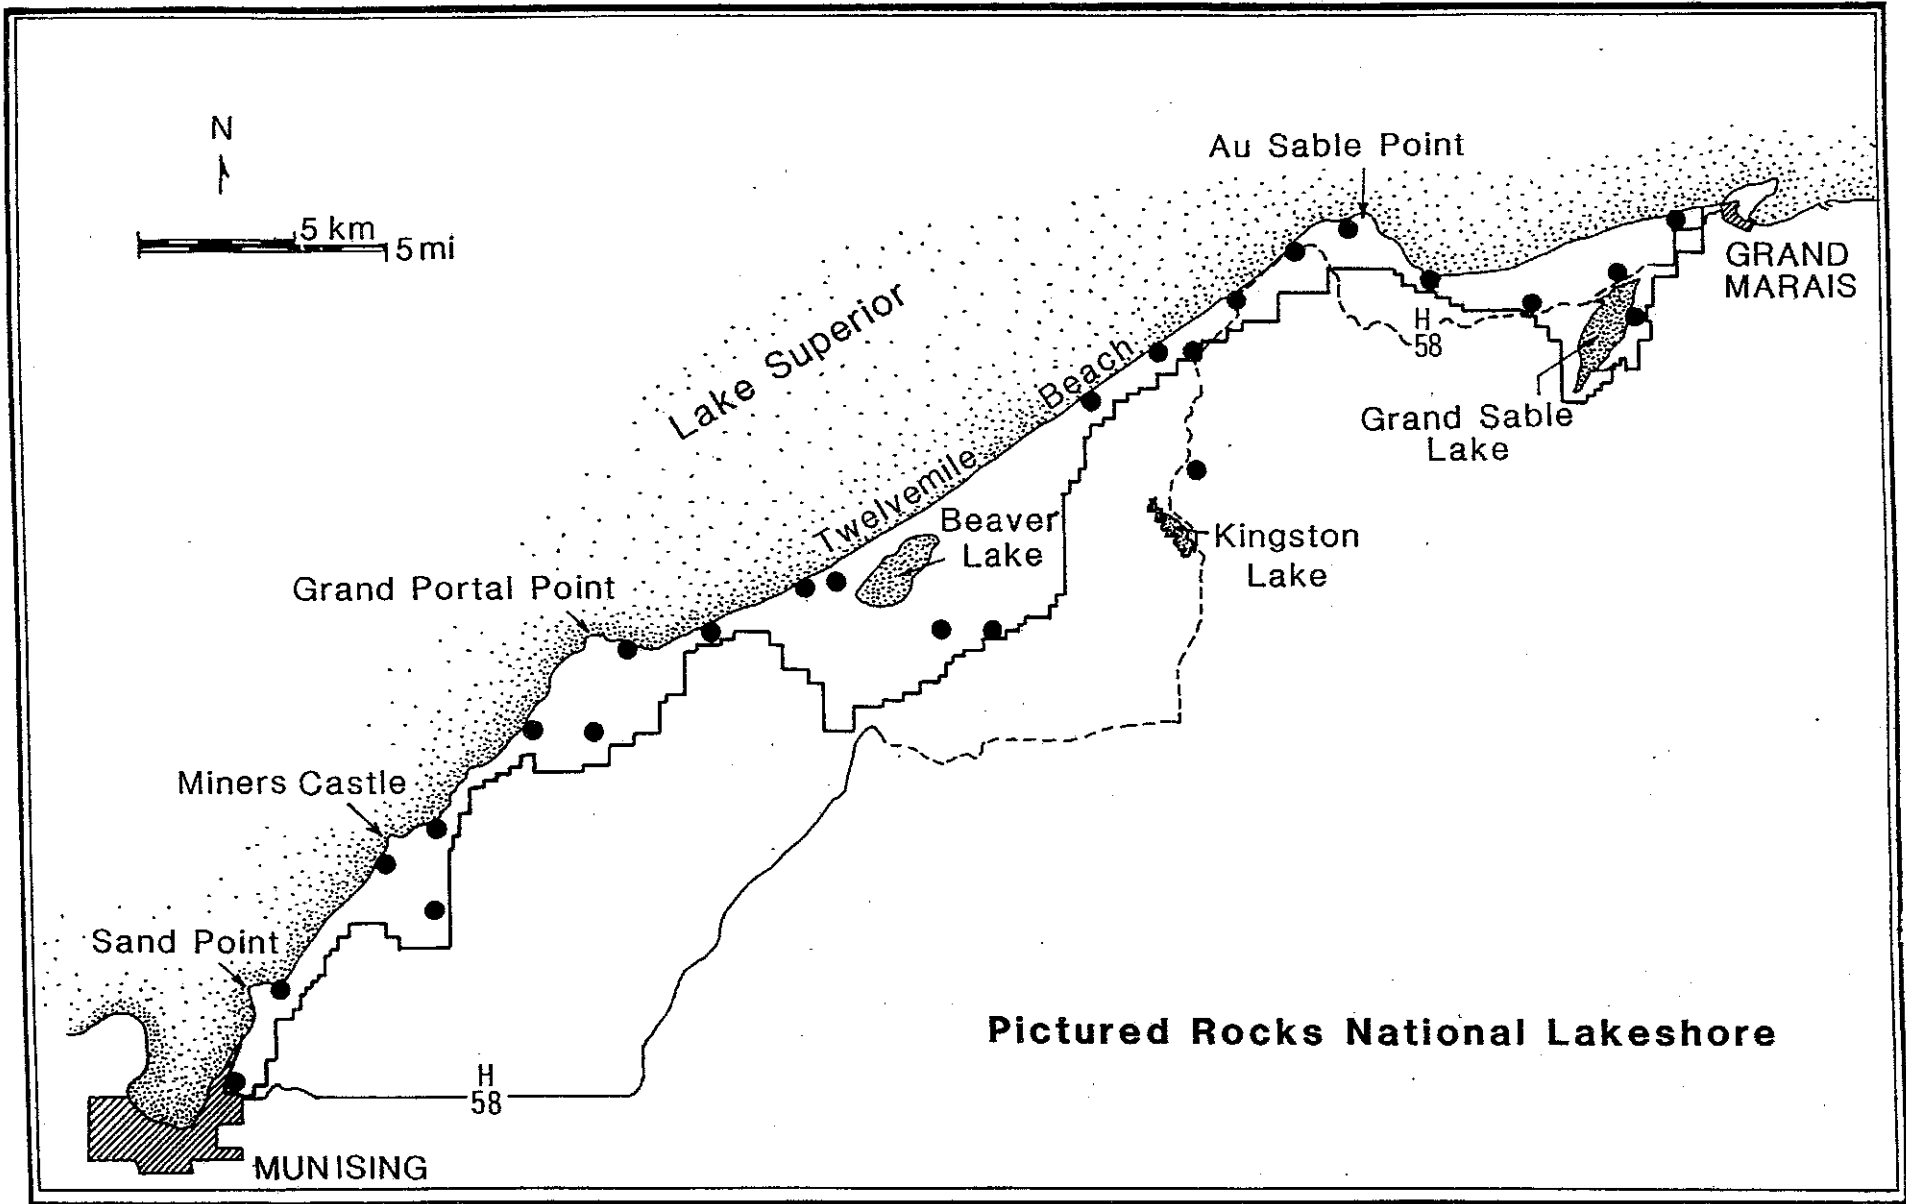 N
5 km
5 mi
Au Sable Point
GRAND
MARAIS
Lake Superior
H
58
Grand Sable
Lake
Twelvemile Beach
Beaver
Lake
Kingston
Lake
Grand Portal Point
Miners Castle
Sand Point
Pictured Rocks National Lakeshore
H
58
MUNISING